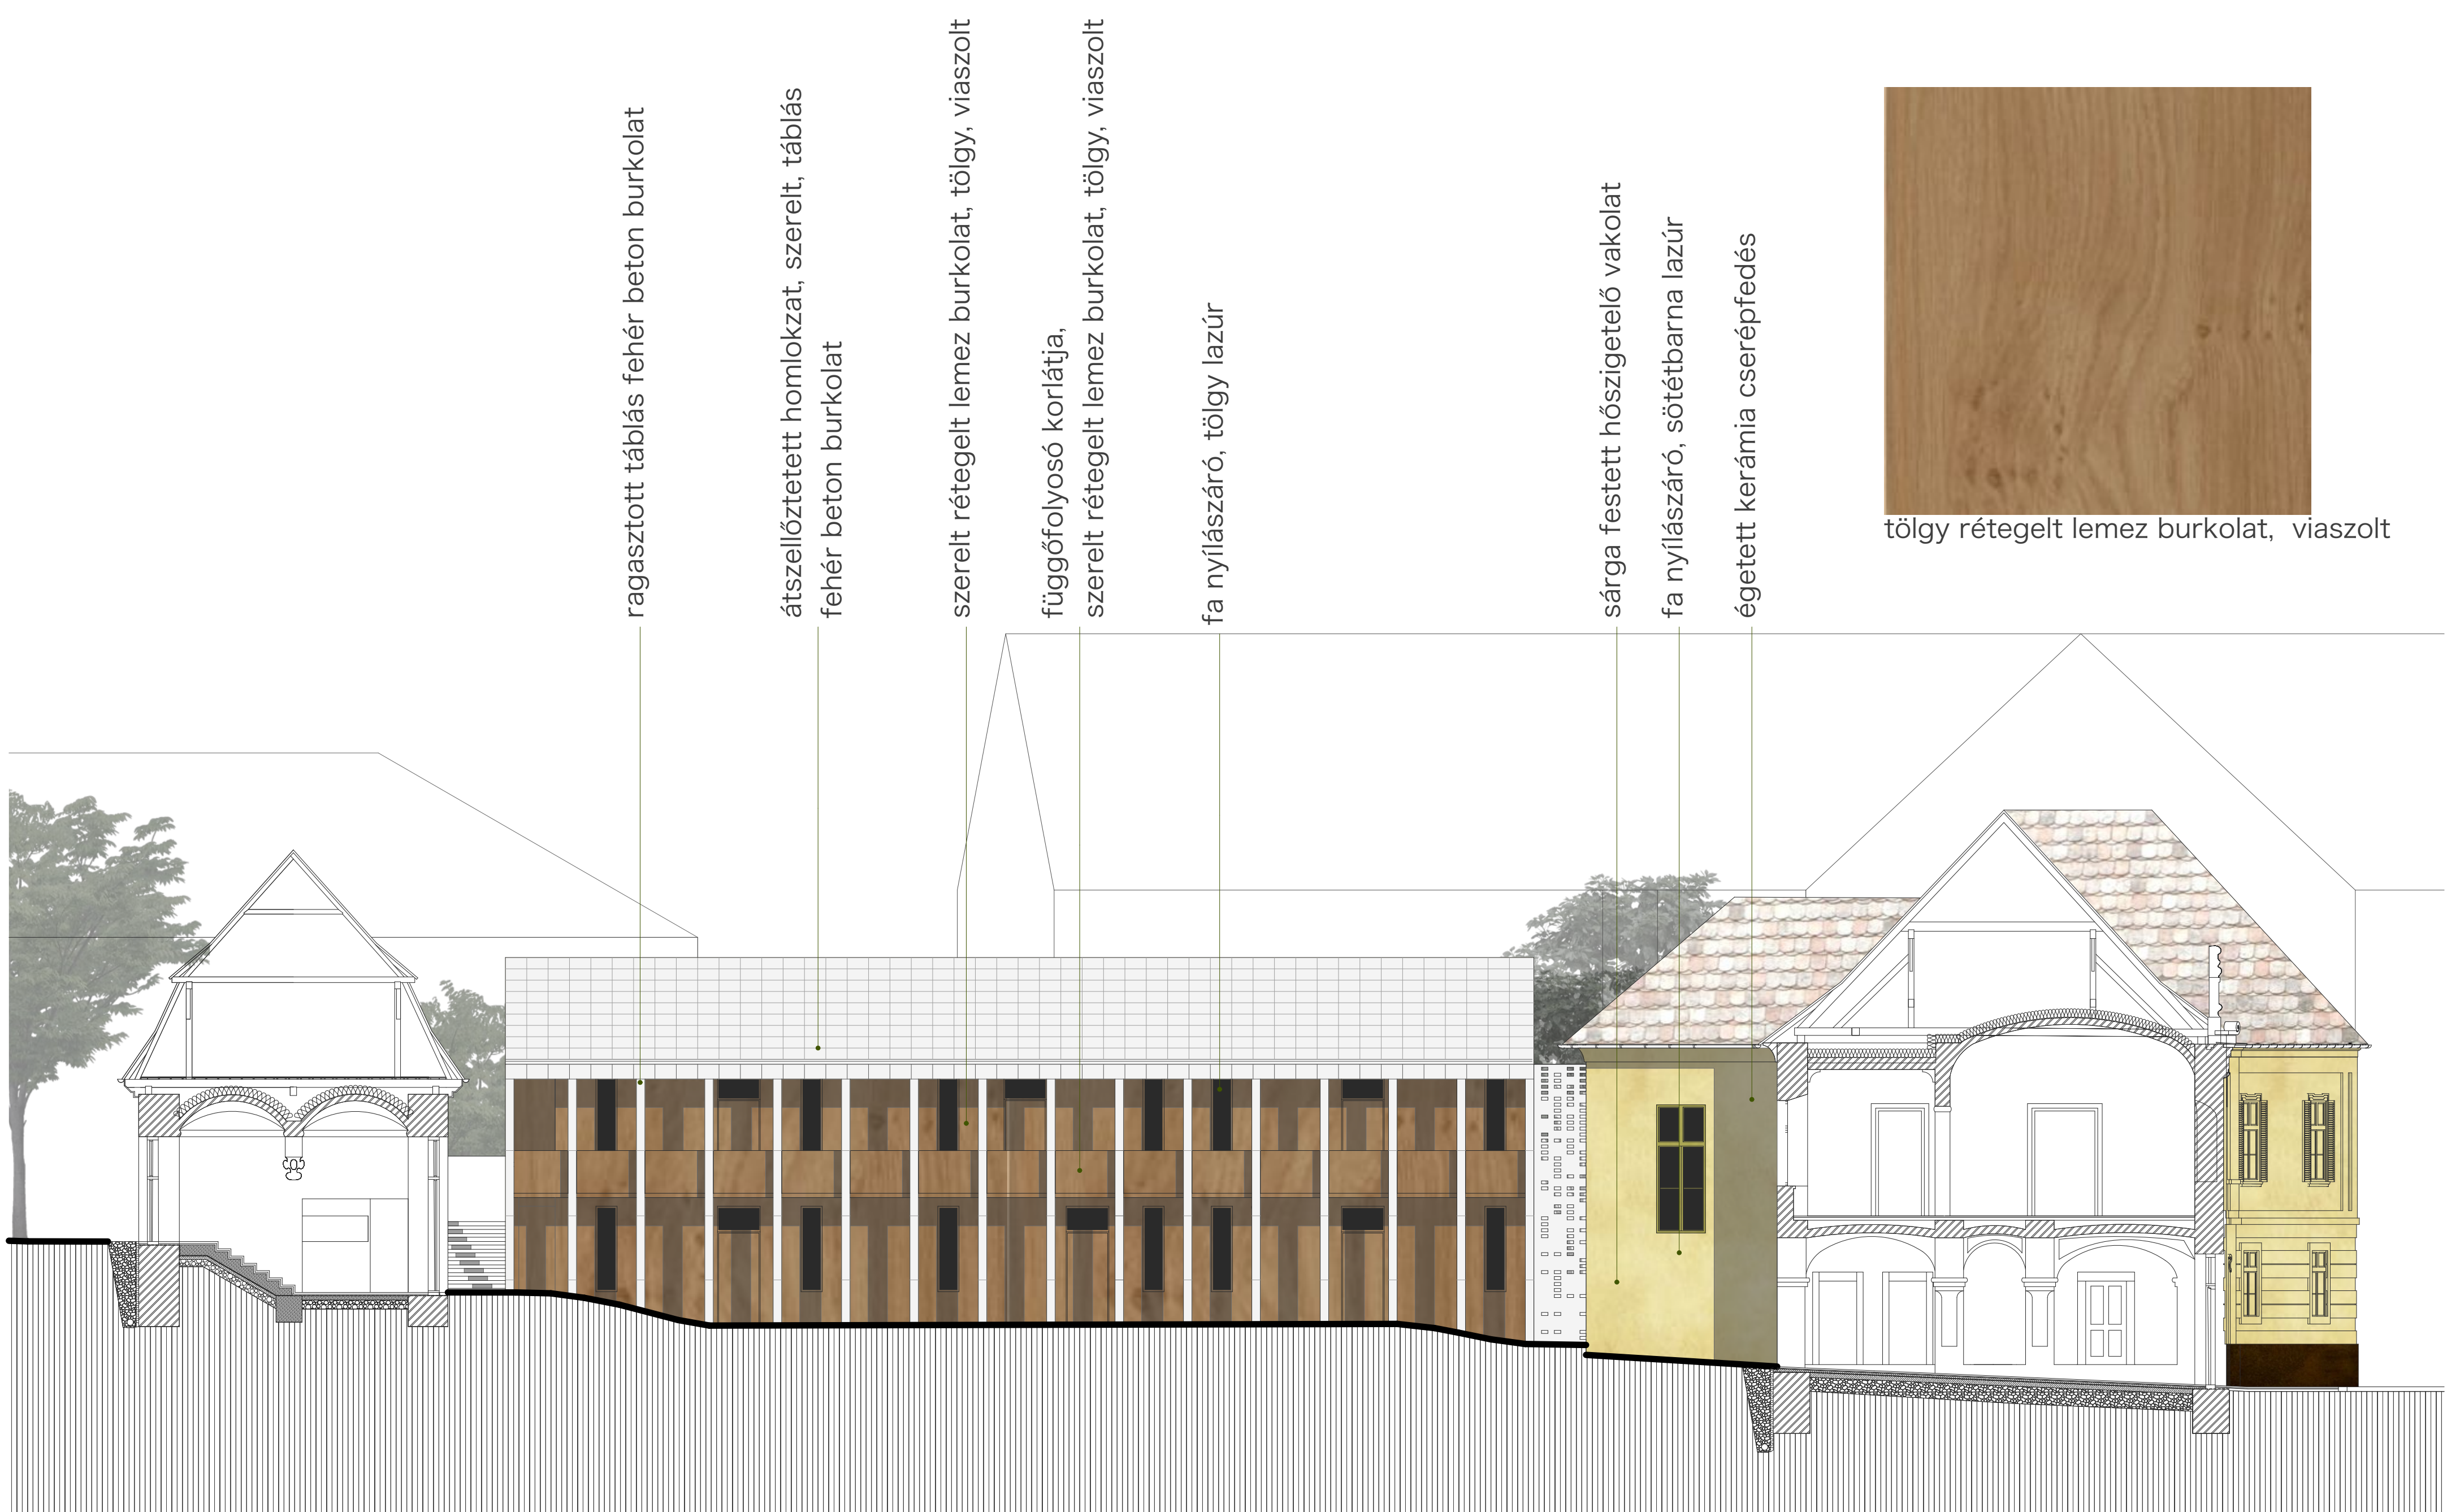 ragasztott táblás fehér beton burkolat
átszellőztetett homlokzat, szerelt, táblás
fehér beton burkolat
szerelt rétegelt lemez burkolat, tölgy, viaszolt
függőfolyosó korlátja,
szerelt rétegelt lemez burkolat, tölgy, viaszolt
fa nyílászáró, tölgy lazúr
sárga festett hőszigetelő vakolat
fa nyílászáró, sötétbarna lazúr
égetett kerámia cserépfedés
tölgy rétegelt lemez burkolat, viaszolt